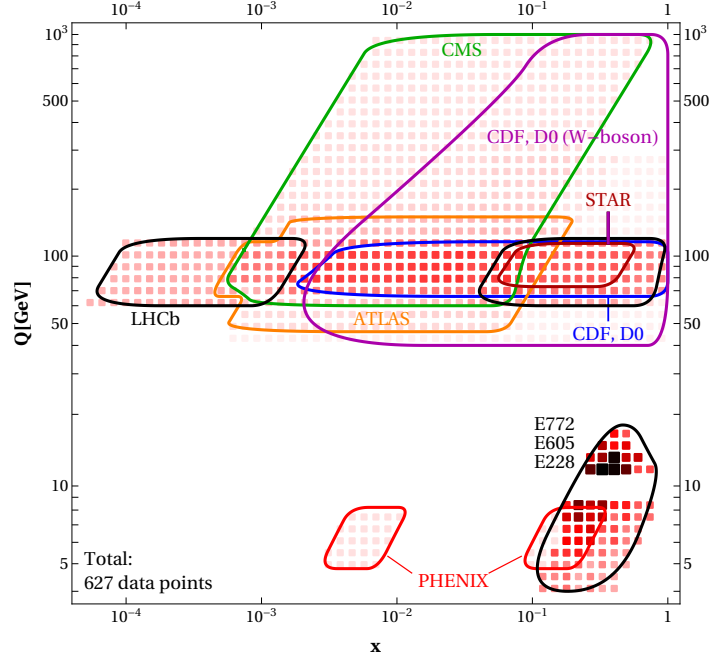 10⁻⁴ 10⁻³ 10⁻² 10⁻¹ 1
10³ 10³
CMS
500 500
CDF, D0 (W−boson)
STAR
100 100
LHCb
ATLAS
50 50
CDF, D0
Q[GeV]
E772
E605
E228
10 10
5 5
Total:
627 data points
PHENIX
10⁻⁴ 10⁻³ 10⁻² 10⁻¹ 1
x